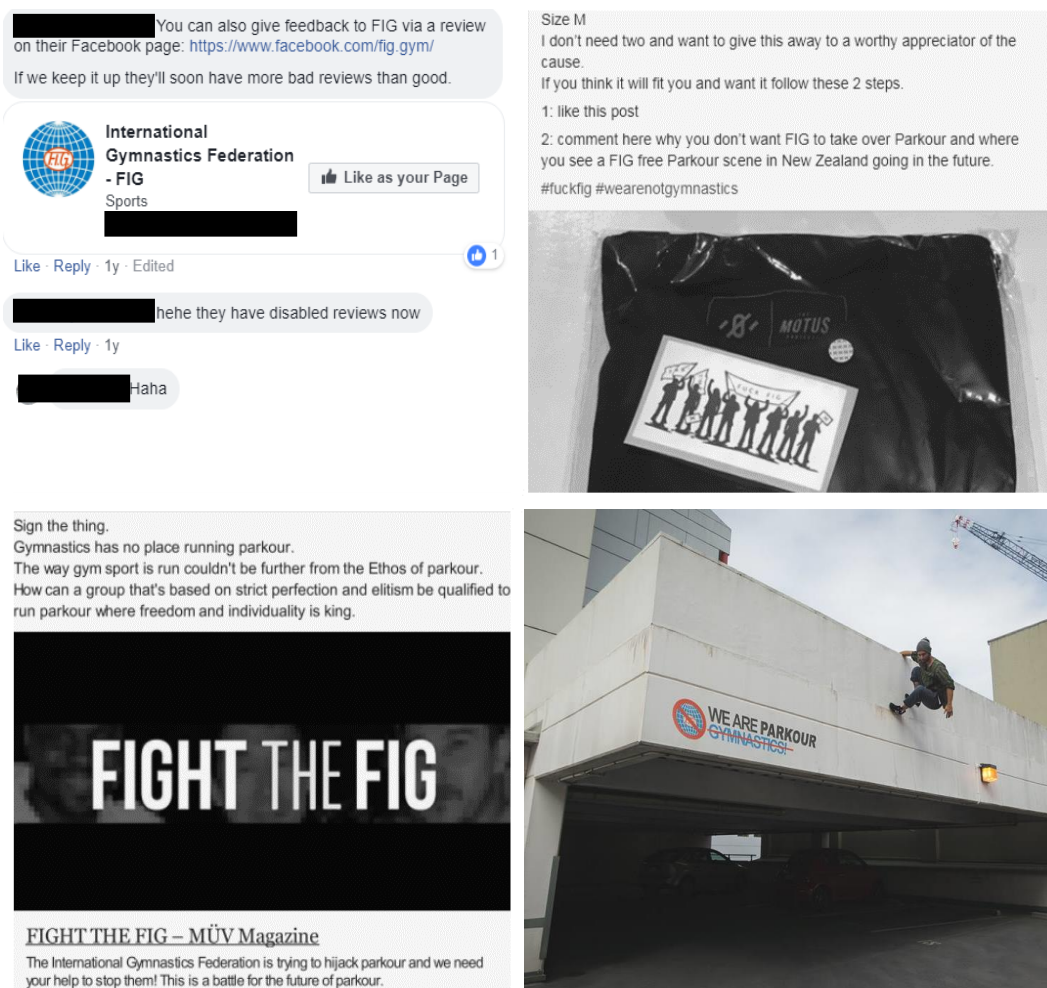 You can also give feedback to FIG via a review
on their Facebook page: https://www.facebook.com/fig.gym/
If we keep it up they'll soon have more bad reviews than good.
FIG
International
Gymnastics Federation
- FIG
Sports
Like as your Page
1
Like · Reply · 1y · Edited
hehe they have disabled reviews now
Like · Reply · 1y
Haha
Size M
I don't need two and want to give this away to a worthy appreciator of the
cause.
If you think it will fit you and want it follow these 2 steps.
1: like this post
2: comment here why you don't want FIG to take over Parkour and where
you see a FIG free Parkour scene in New Zealand going in the future.
#fuckfig #wearenotgymnastics
THE
MOTUS
PROJECT
FUCK FIG
Sign the thing.
Gymnastics has no place running parkour.
The way gym sport is run couldn't be further from the Ethos of parkour.
How can a group that's based on strict perfection and elitism be qualified to
run parkour where freedom and individuality is king.
FIGHT THE FIG
FIGHT THE FIG – MÜV Magazine
The International Gymnastics Federation is trying to hijack parkour and we need
your help to stop them! This is a battle for the future of parkour.
WE ARE PARKOUR
GYMNASTICS!